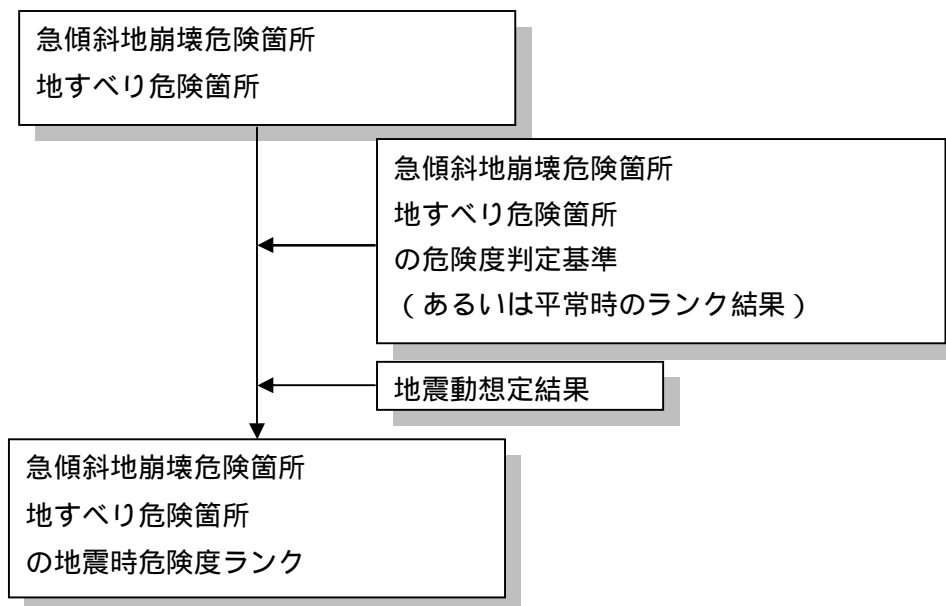 急傾斜地崩壊危険箇所
地すべり危険箇所
急傾斜地崩壊危険箇所
地すべり危険箇所
の危険度判定基準
（あるいは平常時のランク結果）
地震動想定結果
急傾斜地崩壊危険箇所
地すべり危険箇所
の地震時危険度ランク